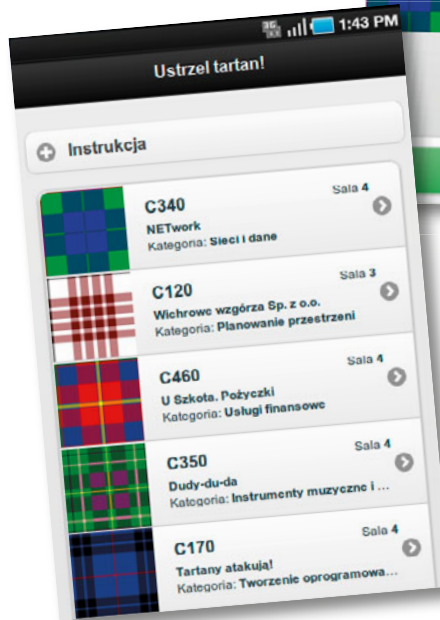 3G 1:43 PM
Ustrzel tartan!
Instrukcja
C340 Sala 4
NETwork
Kategoria: Sieci i dane
C120 Sala 3
Wichrowe wzgórza Sp. z o.o.
Kategoria: Planowanie przestrzeni
C460 Sala 4
U Szkota. Pożyczki
Kategoria: Usługi finansowe
C350 Sala 4
Dudy-du-da
Kategoria: Instrumenty muzyczne i ...
C170 Sala 4
Tartany atakują!
Kategoria: Tworzenie oprogramowa...